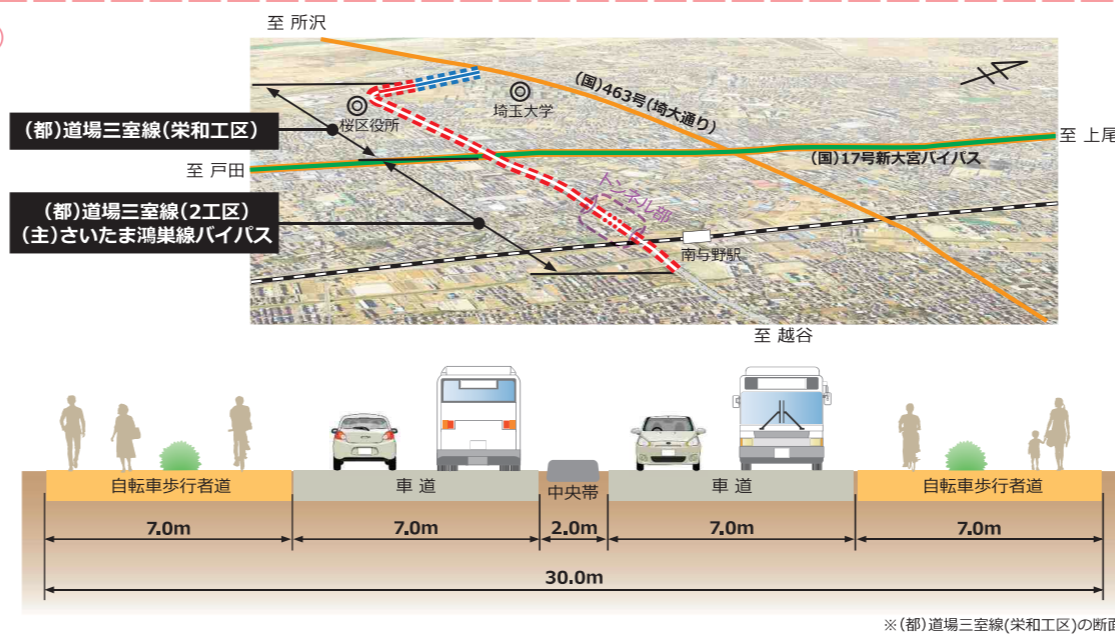 )
至 所沢
(国)463号(埼大通り)
埼玉大学
桜区役所
(都)道場三室線(栄和工区)
至 上尾
(国)17号新大宮バイパス
至 戸田
トンネル部
(都)道場三室線(2工区)
(主)さいたま鴻巣線バイパス
南与野駅
至 越谷
自転車歩行者道
車 道
中央帯
車 道
自転車歩行者道
7.0m
7.0m
2.0m
7.0m
7.0m
30.0m
※(都)道場三室線(栄和工区)の断面